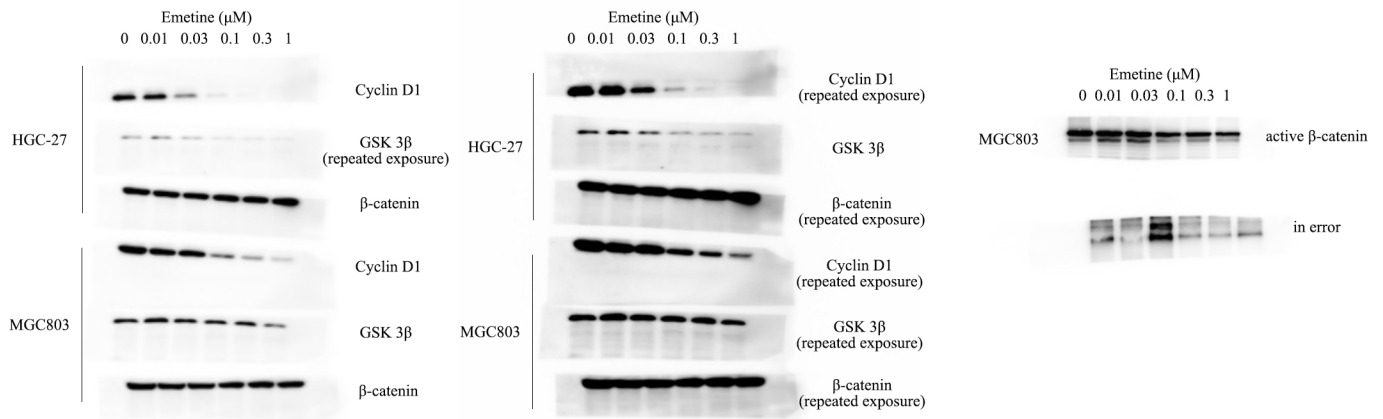 Emetine (μM)
0 0.01 0.03 0.1 0.3 1
HGC-27
Cyclin D1
GSK 3β
(repeated exposure)
β-catenin
MGC803
Cyclin D1
GSK 3β
β-catenin
Emetine (μM)
0 0.01 0.03 0.1 0.3 1
HGC-27
Cyclin D1
(repeated exposure)
GSK 3β
β-catenin
(repeated exposure)
MGC803
Cyclin D1
(repeated exposure)
GSK 3β
(repeated exposure)
β-catenin
(repeated exposure)
Emetine (μM)
0 0.01 0.03 0.1 0.3 1
MGC803
active β-catenin
in error